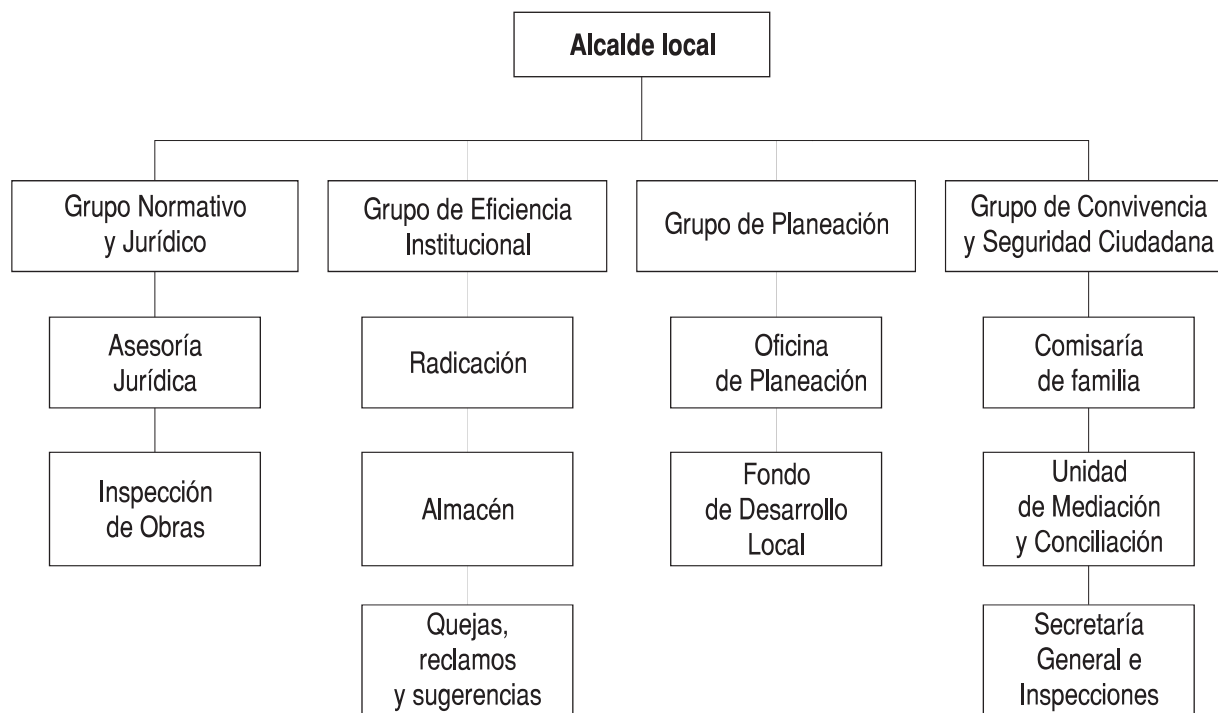 Alcalde local
Grupo Normativo
y Jurídico
Grupo de Eficiencia
Institucional
Grupo de Planeación
Grupo de Convivencia
y Seguridad Ciudadana
Asesoría
Jurídica
Radicación
Oficina
de Planeación
Comisaría
de familia
Inspección
de Obras
Almacén
Fondo
de Desarrollo
Local
Unidad
de Mediación
y Conciliación
Quejas,
reclamos
y sugerencias
Secretaría
General e
Inspecciones